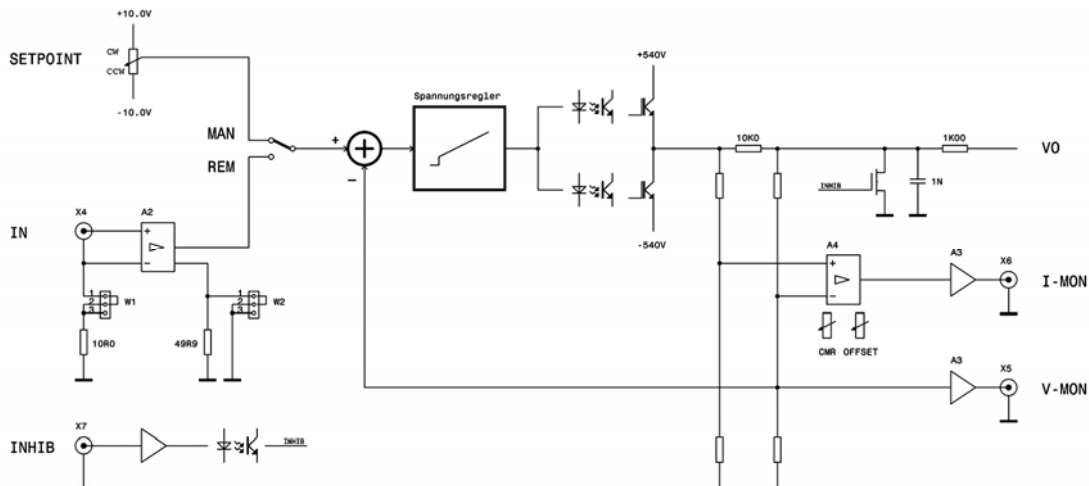 +10.0V
SETPOINT
CW
CCW
-10.0V
MAN
REM
+
−
Spannungsregler
+540V
-540V
10K0
1K00
VO
INHIB
1N
IN
X4
A2
+
−
1
2
3
W1
1
2
3
W2
10R0
49R9
A4
+
−
CMR OFFSET
A3
X6
I-MON
A3
X5
V-MON
INHIB
X7
INHIB